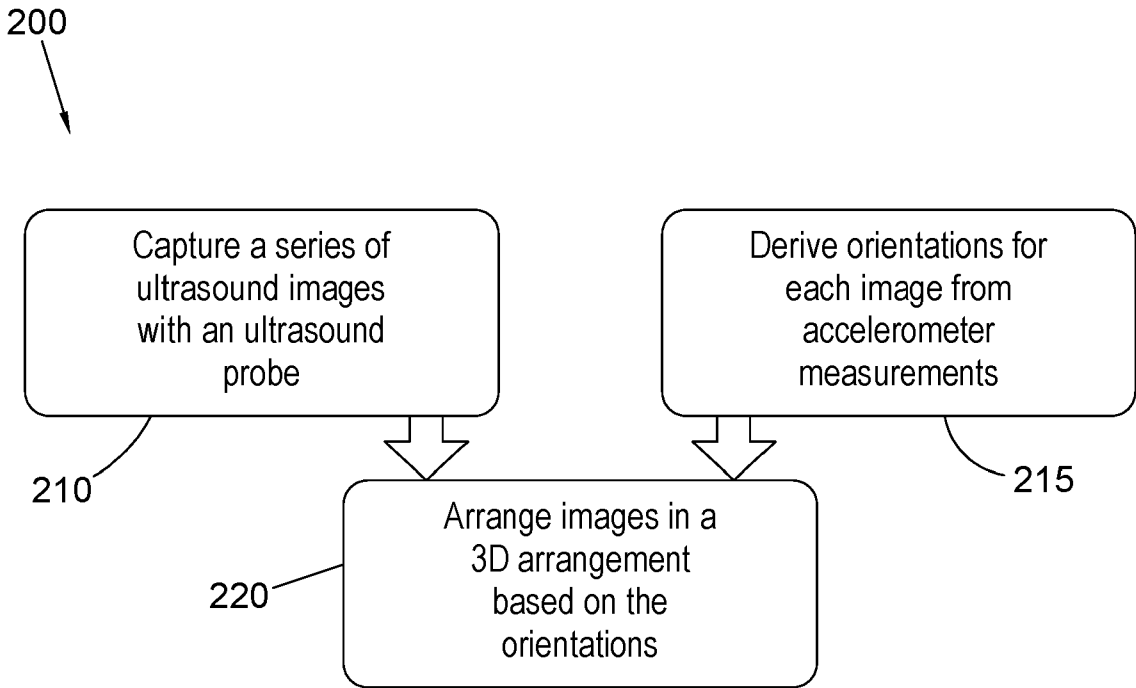 200
Capture a series of
ultrasound images
with an ultrasound
probe
Derive orientations for
each image from
accelerometer
measurements
210
215
Arrange images in a
3D arrangement
based on the
orientations
220